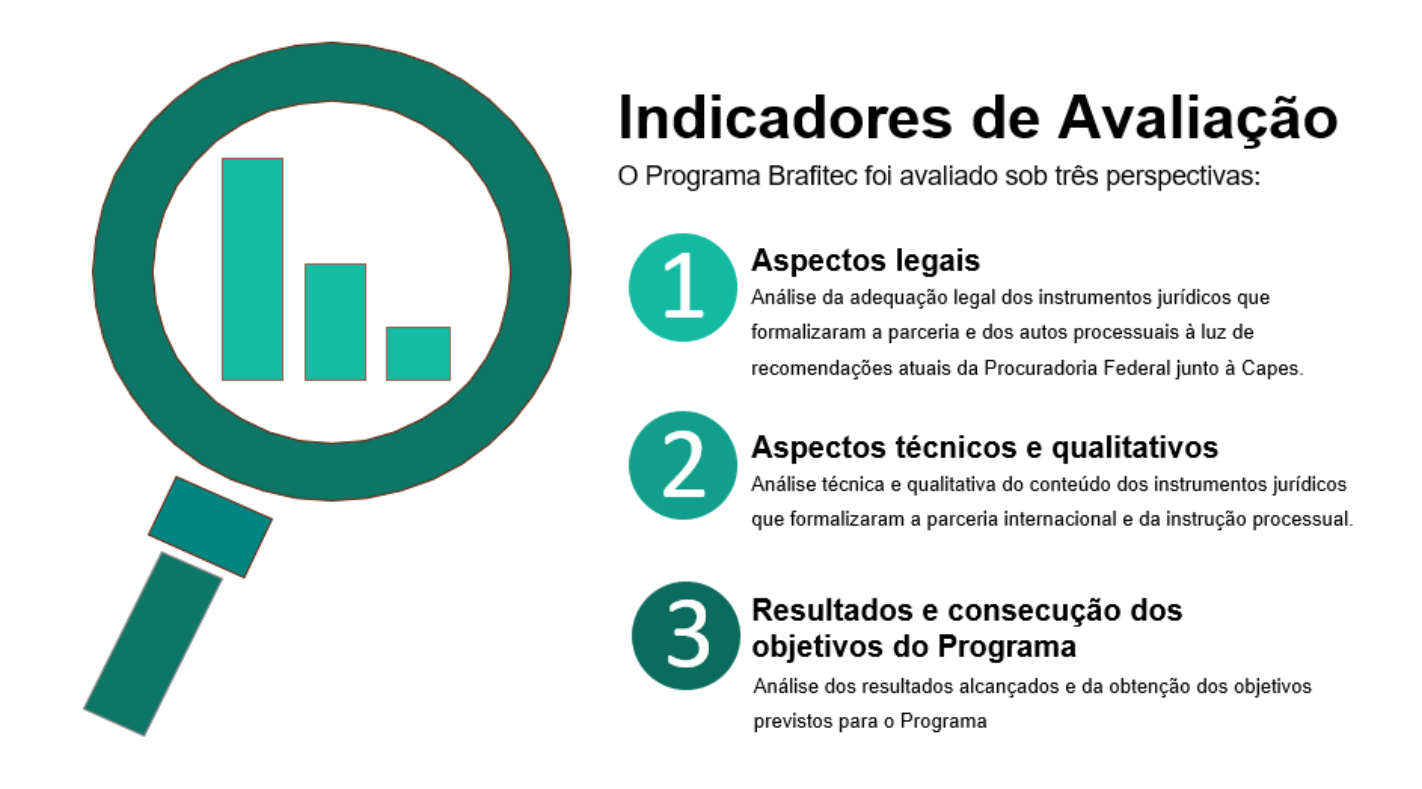 Indicadores de Avaliação
O Programa Brafitec foi avaliado sob três perspectivas:
1
Aspectos legais
Análise da adequação legal dos instrumentos jurídicos que
formalizaram a parceria e dos autos processuais à luz de
recomendações atuais da Procuradoria Federal junto à Capes.
2
Aspectos técnicos e qualitativos
Análise técnica e qualitativa do conteúdo dos instrumentos jurídicos
que formalizaram a parceria internacional e da instrução processual.
3
Resultados e consecução dos
objetivos do Programa
Análise dos resultados alcançados e da obtenção dos objetivos
previstos para o Programa